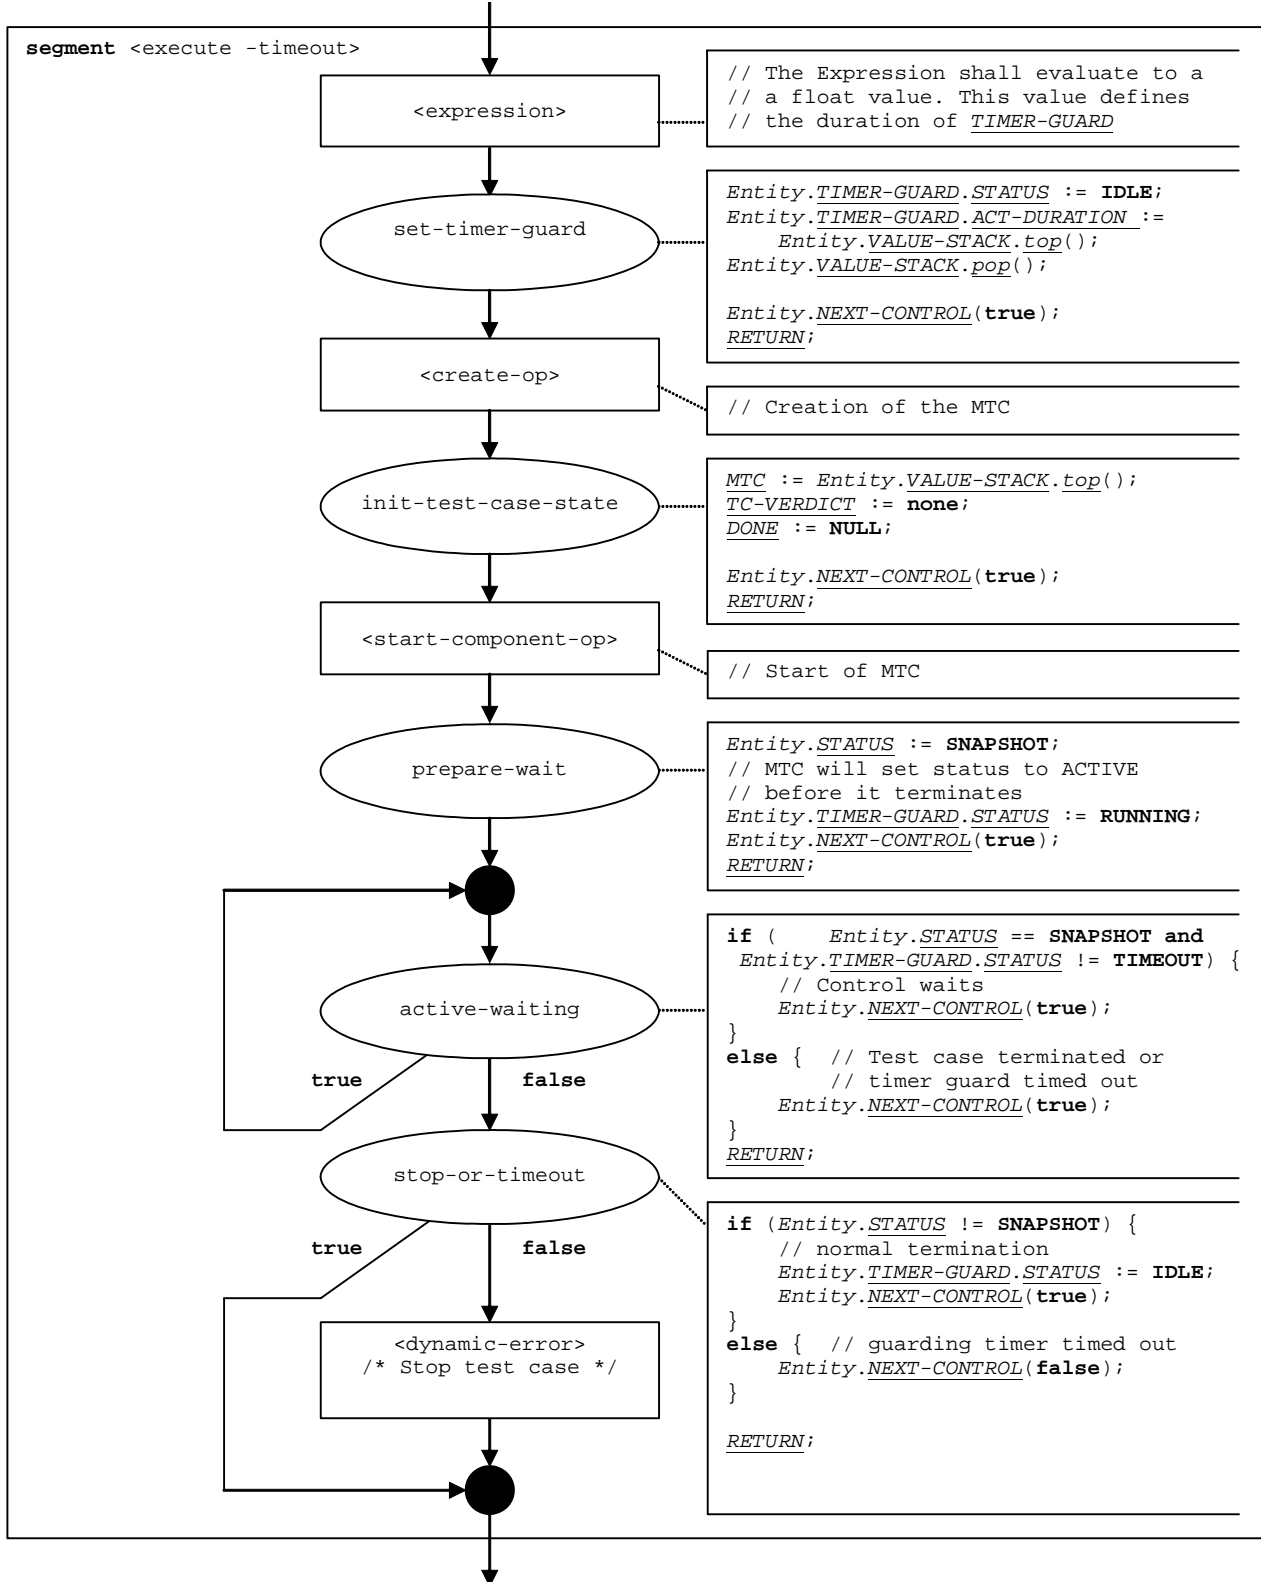 segment <execute -timeout>
<expression>
// The Expression shall evaluate to a
// a float value. This value defines
// the duration of TIMER-GUARD
set-timer-guard
Entity.TIMER-GUARD.STATUS := IDLE;
Entity.TIMER-GUARD.ACT-DURATION :=
Entity.VALUE-STACK.top();
Entity.VALUE-STACK.pop();
Entity.NEXT-CONTROL(true);
RETURN;
<create-op>
// Creation of the MTC
init-test-case-state
MTC := Entity.VALUE-STACK.top();
TC-VERDICT := none;
DONE := NULL;
Entity.NEXT-CONTROL(true);
RETURN;
<start-component-op>
// Start of MTC
prepare-wait
Entity.STATUS := SNAPSHOT;
// MTC will set status to ACTIVE
// before it terminates
Entity.TIMER-GUARD.STATUS := RUNNING;
Entity.NEXT-CONTROL(true);
RETURN;
active-waiting
true
false
if ( Entity.STATUS == SNAPSHOT and
Entity.TIMER-GUARD.STATUS != TIMEOUT) {
// Control waits
Entity.NEXT-CONTROL(true);
}
else { // Test case terminated or
// timer guard timed out
Entity.NEXT-CONTROL(true);
}
RETURN;
stop-or-timeout
true
false
if (Entity.STATUS != SNAPSHOT) {
// normal termination
Entity.TIMER-GUARD.STATUS := IDLE;
Entity.NEXT-CONTROL(true);
}
else { // guarding timer timed out
Entity.NEXT-CONTROL(false);
}
RETURN;
<dynamic-error>
/* Stop test case */